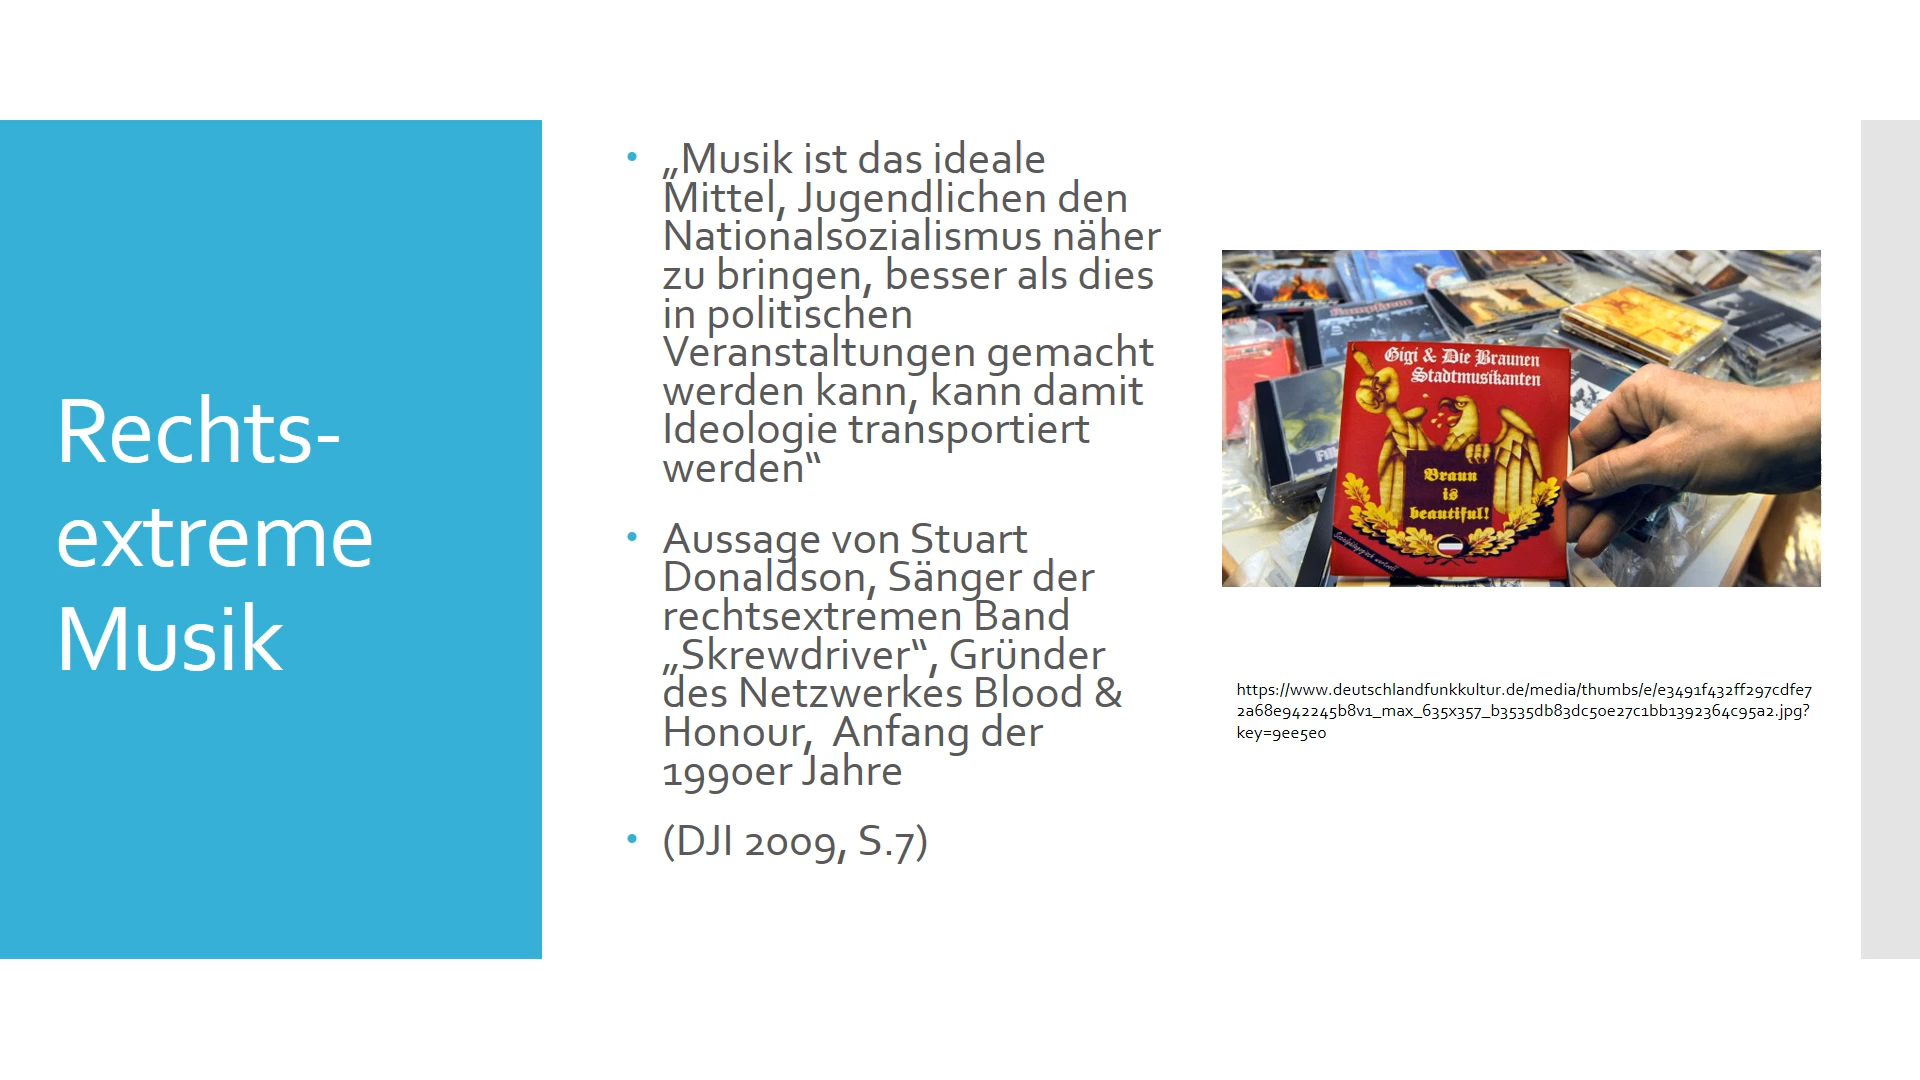 Rechts-
extreme
Musik
• „Musik ist das ideale
Mittel, Jugendlichen den
Nationalsozialismus näher
zu bringen, besser als dies
in politischen
Veranstaltungen gemacht
werden kann, kann damit
Ideologie transportiert
werden“
• Aussage von Stuart
Donaldson, Sänger der
rechtsextremen Band
„Skrewdriver“, Gründer
des Netzwerkes Blood &
Honour, Anfang der
1990er Jahre
• (DJI 2009, S.7)
Gigi & Die Braunen
Stadtmusikanten
Braun
is
beautiful!
https://www.deutschlandfunkkultur.de/media/thumbs/e/e3491f432ff297cdfe7
2a68e942245b8v1_max_635x357_b3535db83dc50e27c1bb1392364c95a2.jpg?
key=9ee5e0